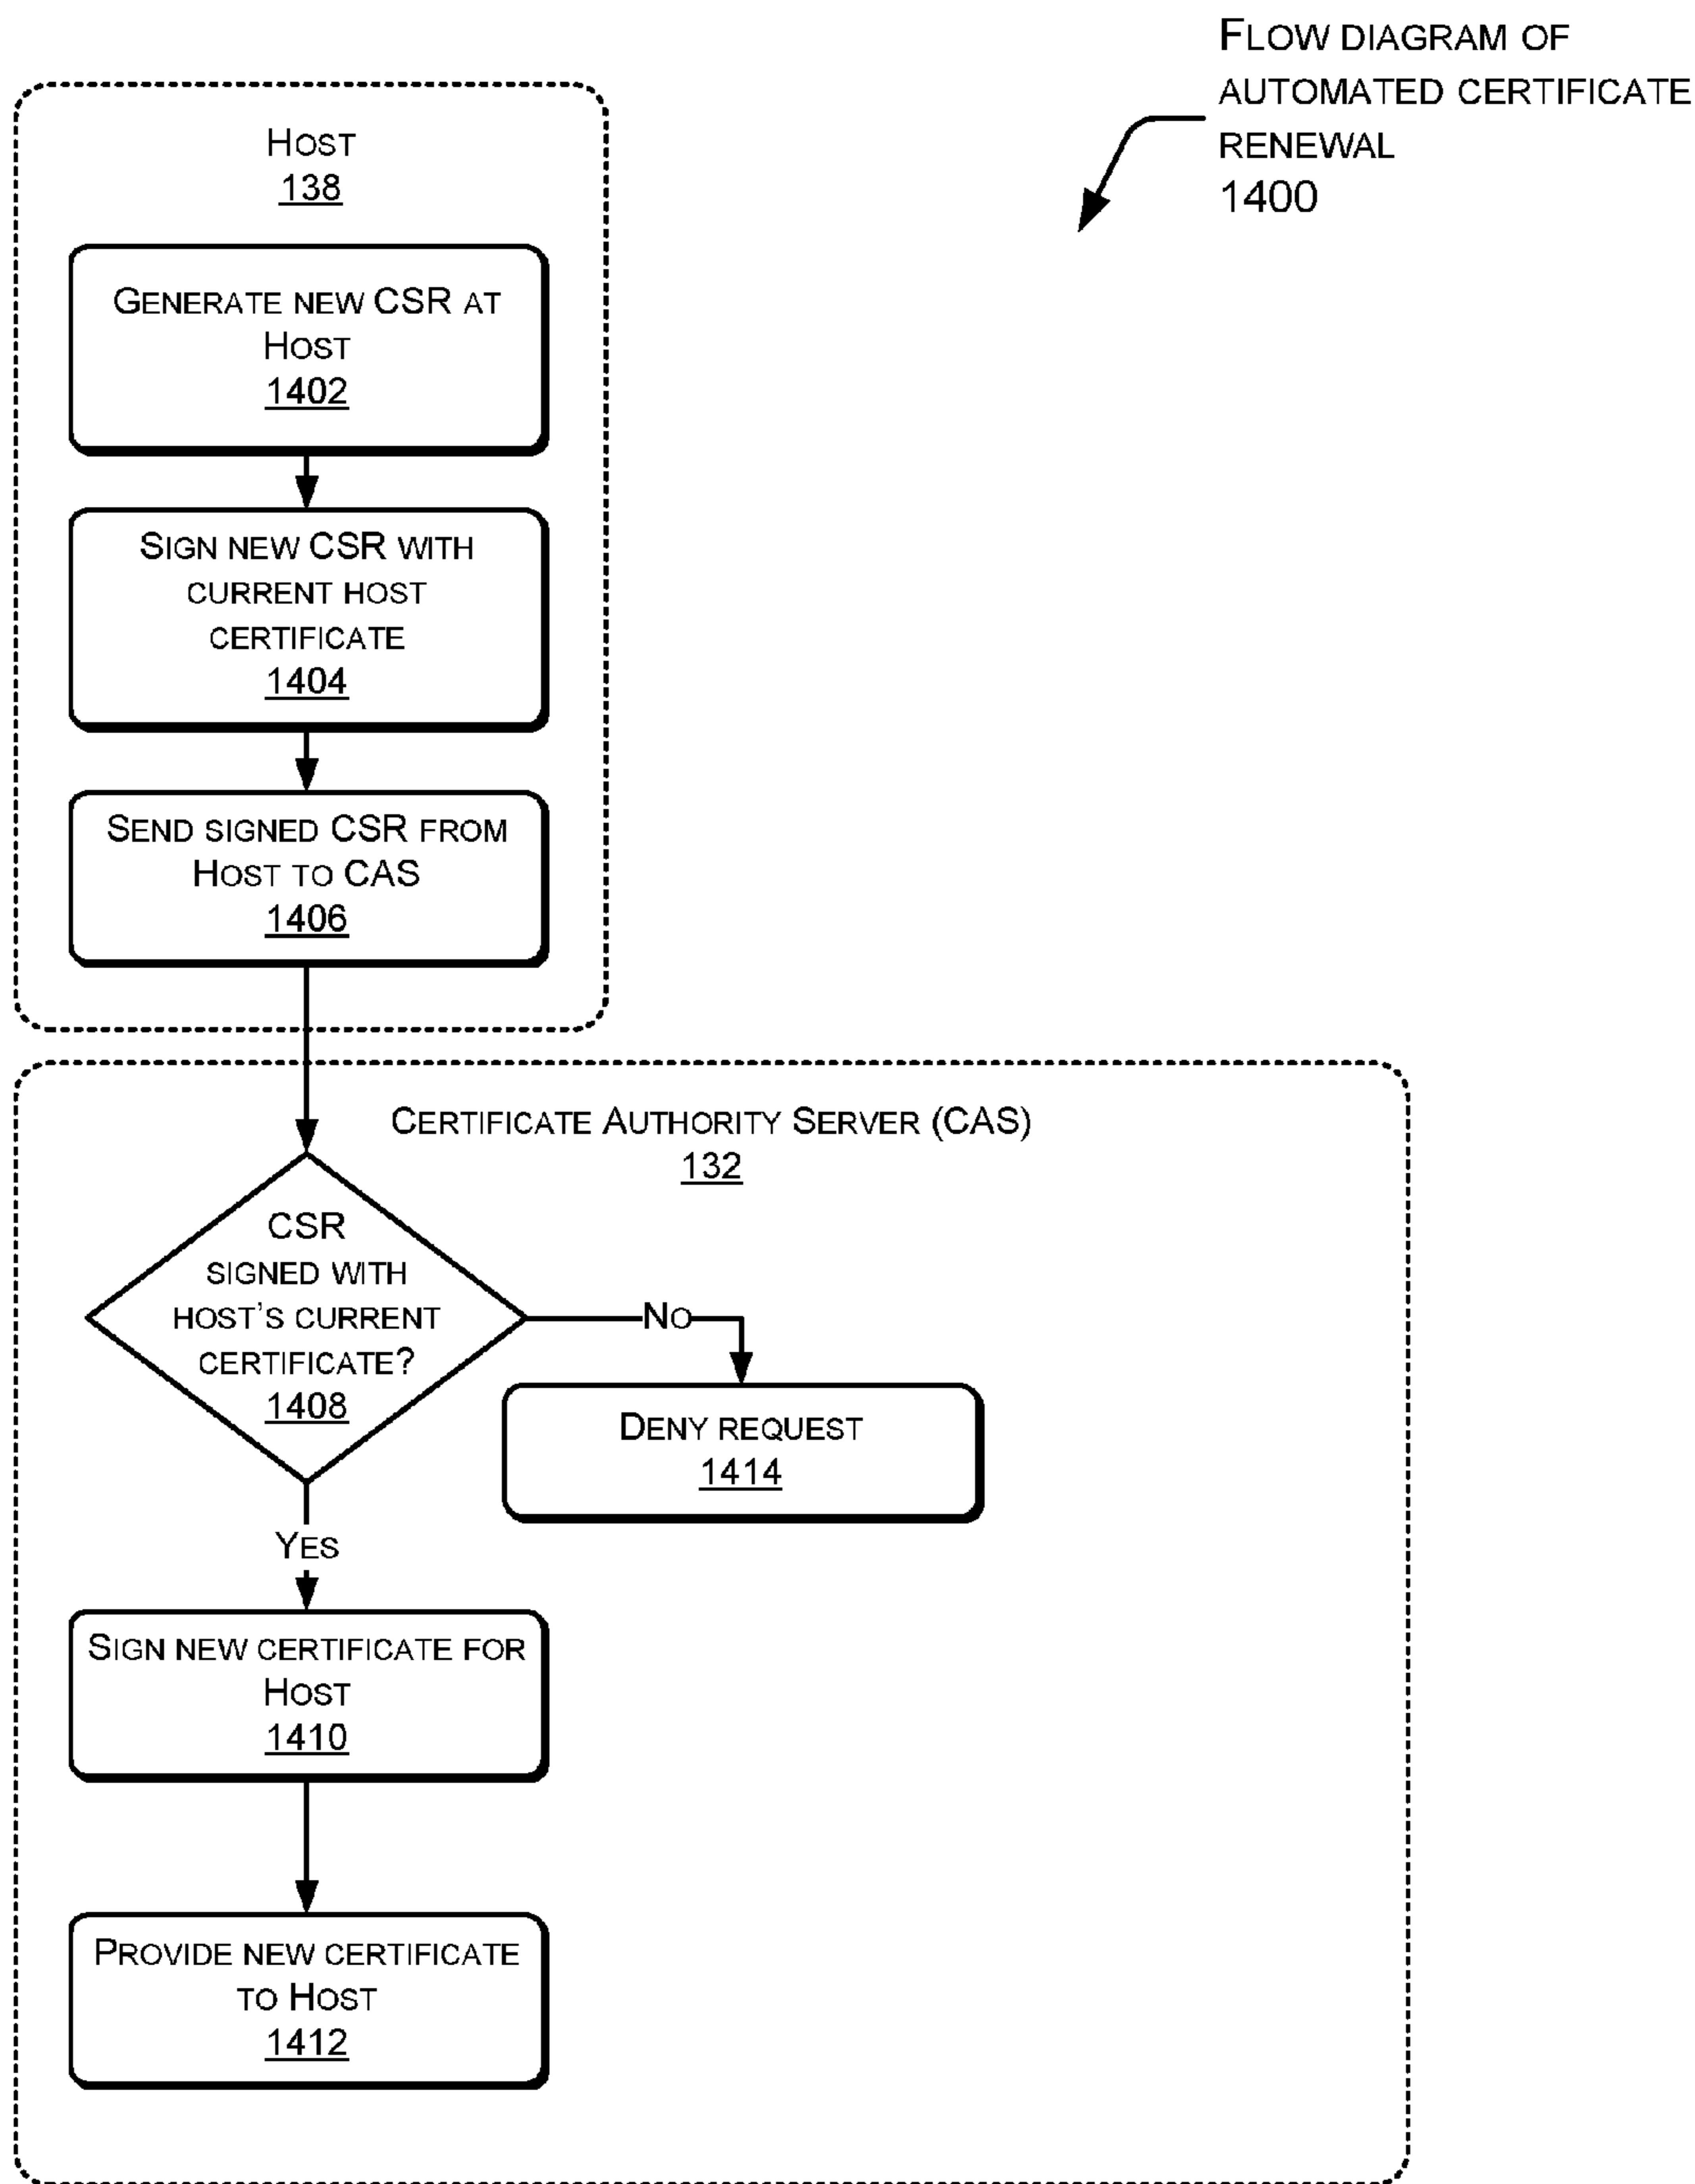 FLOW DIAGRAM OF
AUTOMATED CERTIFICATE
RENEWAL
1400
HOST
138
GENERATE NEW CSR AT
HOST
1402
SIGN NEW CSR WITH
CURRENT HOST
CERTIFICATE
1404
SEND SIGNED CSR FROM
HOST TO CAS
1406
CERTIFICATE AUTHORITY SERVER (CAS)
132
CSR
SIGNED WITH
HOST'S CURRENT
CERTIFICATE?
1408
NO
DENY REQUEST
1414
YES
SIGN NEW CERTIFICATE FOR
HOST
1410
PROVIDE NEW CERTIFICATE
TO HOST
1412